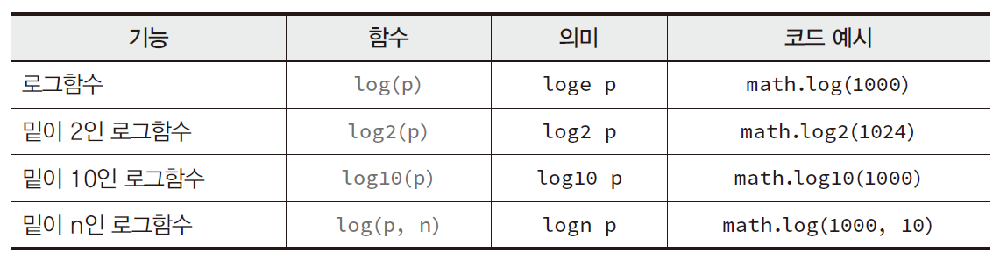 기능 함수 의미 코드 예시
로그함수 log(p) loge p math.log(1000)
밑이 2인 로그함수 log2(p) log2 p math.log2(1024)
밑이 10인 로그함수 log10(p) log10 p math.log10(1000)
밑이 n인 로그함수 log(p, n) logn p math.log(1000, 10)